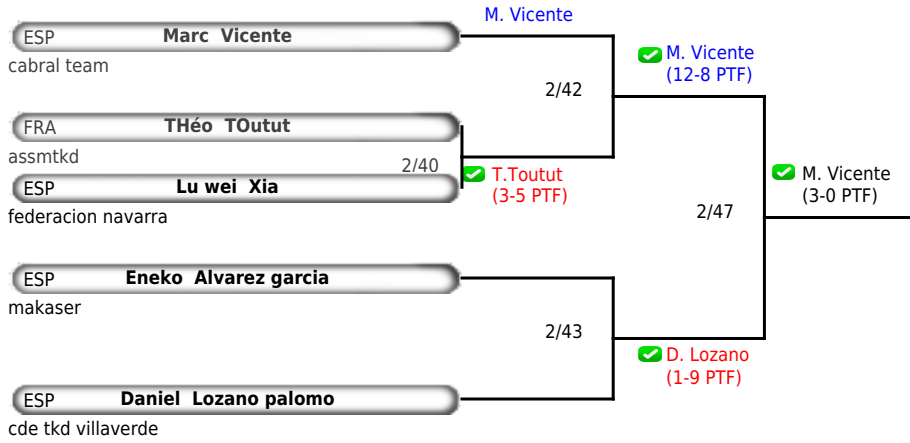 M. Vicente
ESP Marc Vicente
cabral team
M. Vicente
(12-8 PTF)
2/42
FRA THéo TOutut
assmtkd
2/40
T.Toutut
(3-5 PTF)
ESP Lu wei Xia
federacion navarra
M. Vicente
(3-0 PTF)
2/47
ESP Eneko Alvarez garcia
makaser
2/43
D. Lozano
(1-9 PTF)
ESP Daniel Lozano palomo
cde tkd villaverde